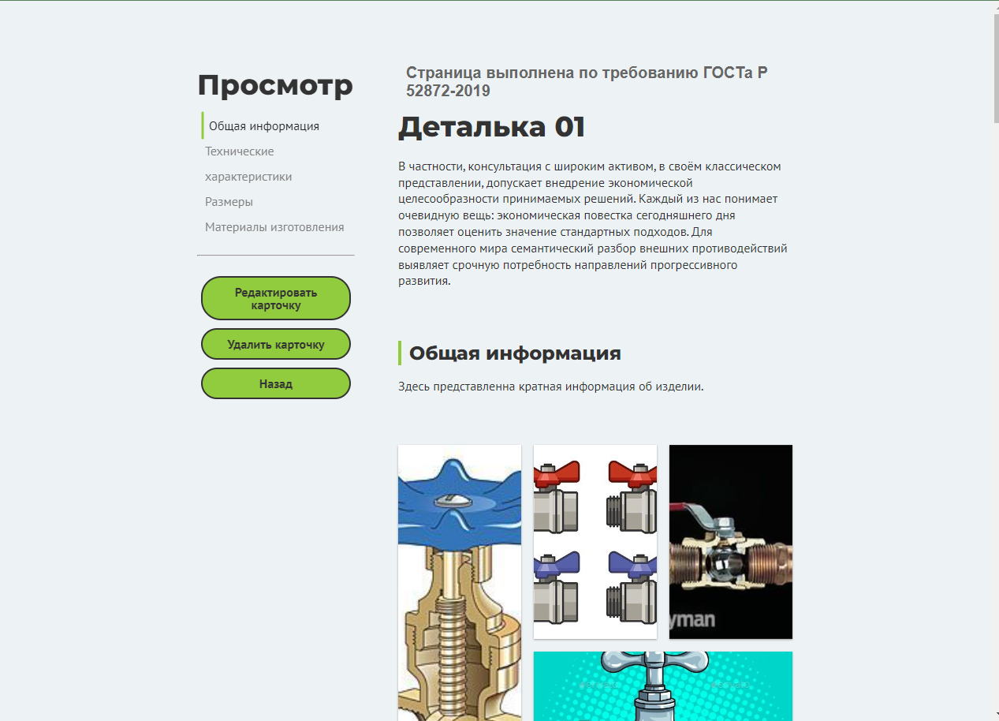 Просмотр
Общая информация
Технические
характеристики
Размеры
Материалы изготовления
Редактировать
карточку
Удалить карточку
Назад
Страница выполнена по требованию ГОСТа Р
52872-2019
Деталька 01
В частности, консультация с широким активом, в своём классическом
представлении, допускает внедрение экономической
целесообразности принимаемых решений. Каждый из нас понимает
очевидную вещь: экономическая повестка сегодняшнего дня
позволяет оценить значение стандартных подходов. Для
современного мира семантический разбор внешних противодействий
выявляет срочную потребность направлений прогрессивного
развития.
Общая информация
Здесь представленна кратная информация об изделии.
yman